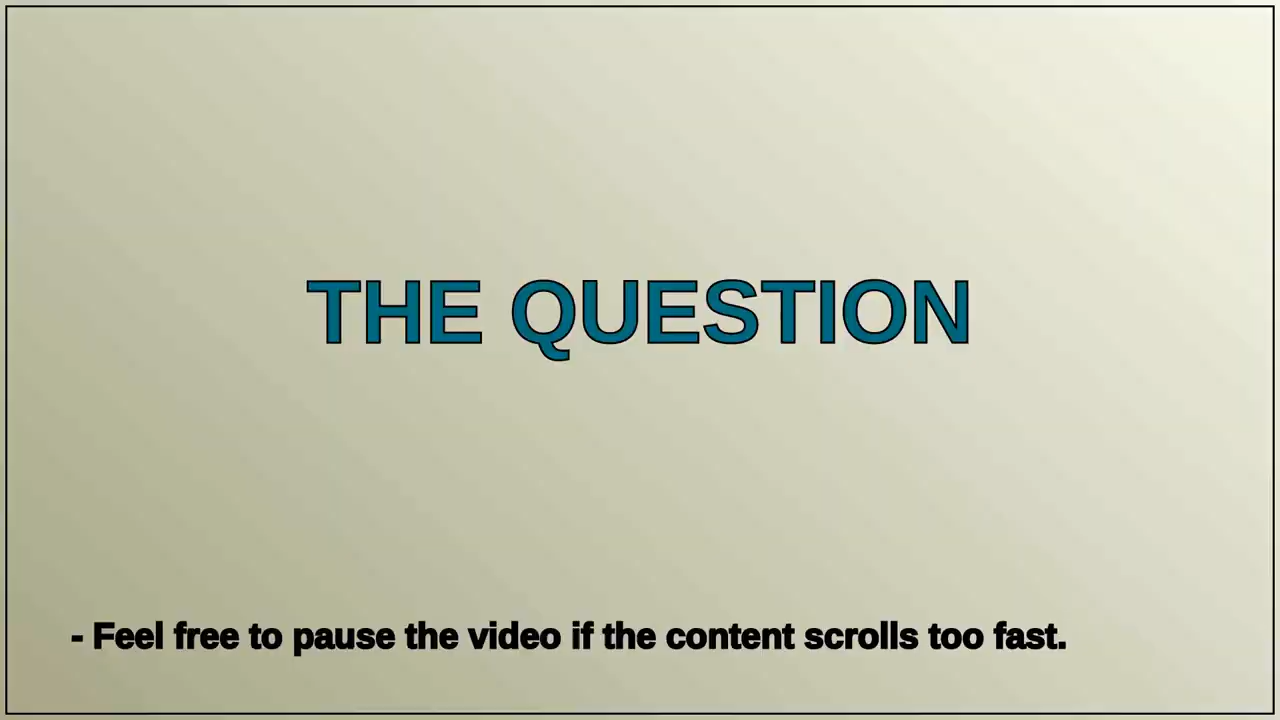 THE QUESTION
- Feel free to pause the video if the content scrolls too fast.